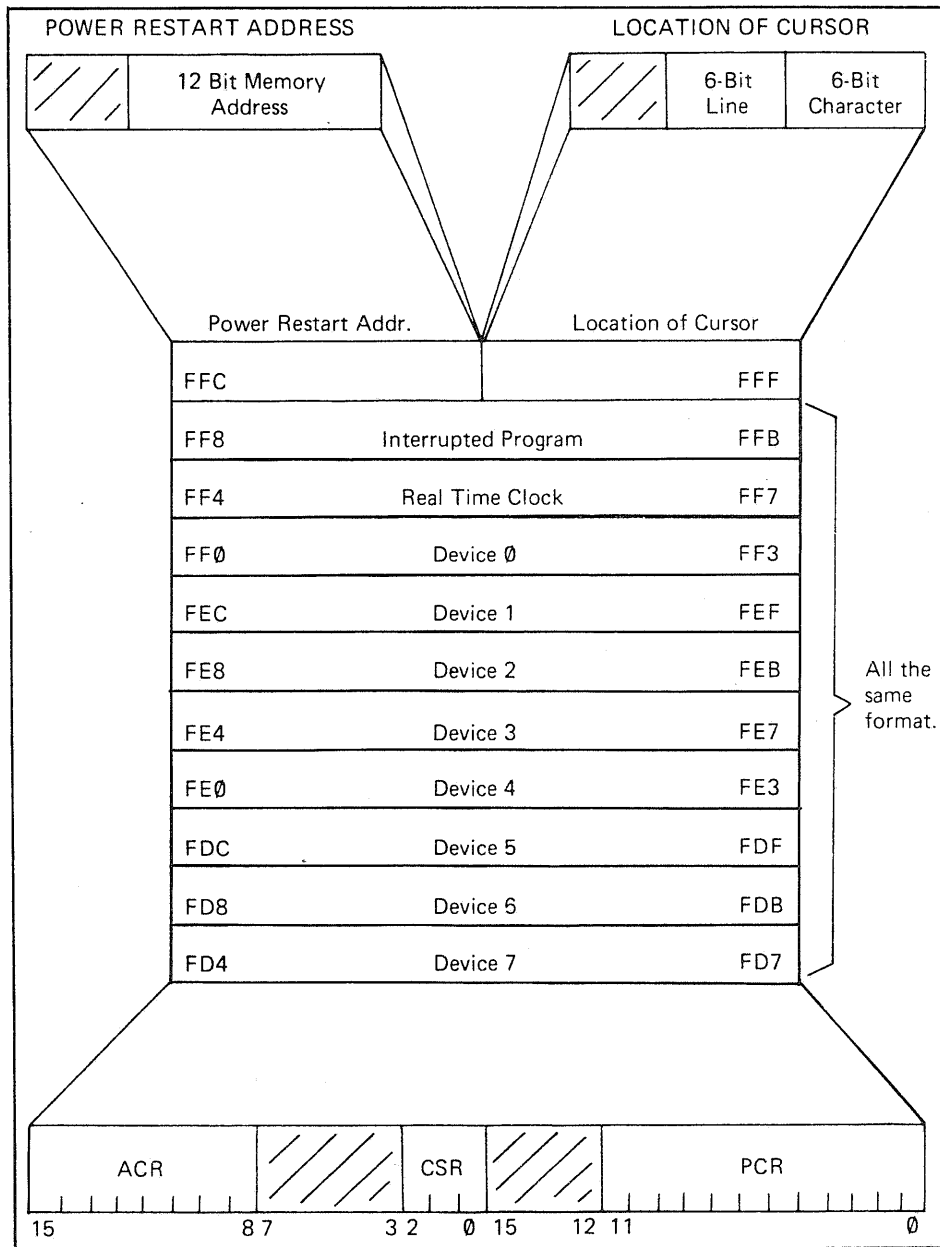 POWER RESTART ADDRESS LOCATION OF CURSOR
12 Bit Memory
Address
6-Bit
Line
6-Bit
Character
Power Restart Addr. Location of Cursor
FFC FFF
FF8 Interrupted Program FFB
FF4 Real Time Clock FF7
FFØ Device Ø FF3
FEC Device 1 FEF
FE8 Device 2 FEB
FE4 Device 3 FE7
FEØ Device 4 FE3
FDC Device 5 FDF
FD8 Device 6 FDB
FD4 Device 7 FD7
All the
same
format.
ACR CSR PCR
15 8 7 3 2 Ø 15 12 11 Ø